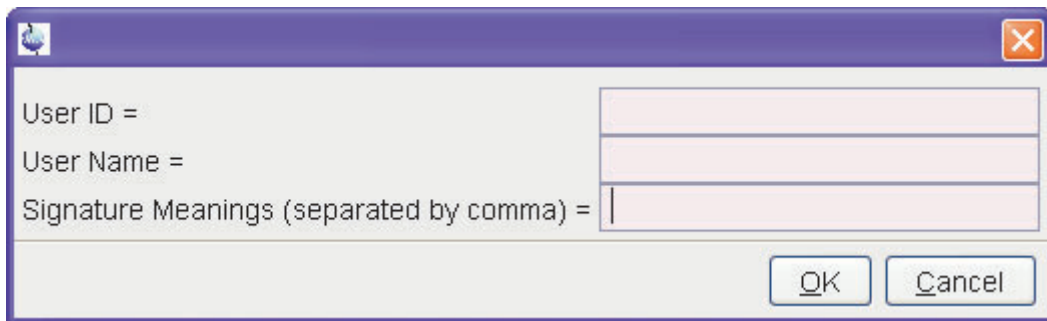 User ID =
User Name =
Signature Meanings (separated by comma) =
OK
Cancel